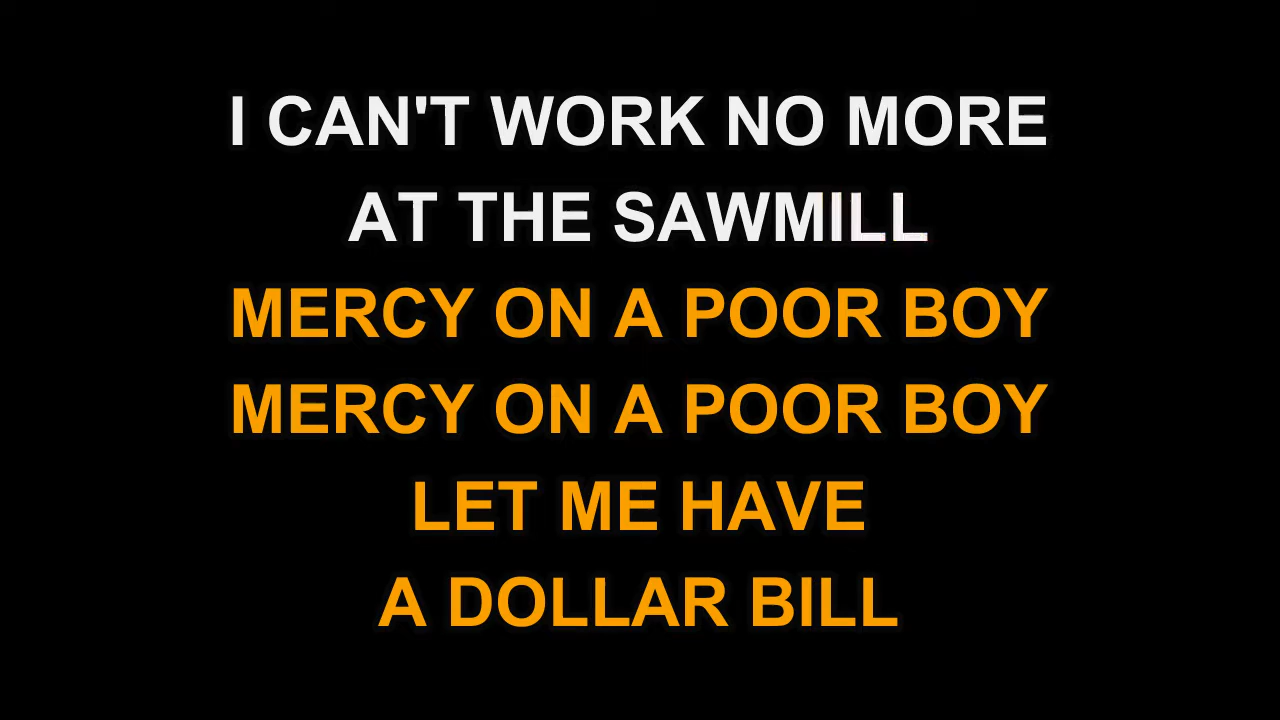 I CAN'T WORK NO MORE
AT THE SAWMILL
MERCY ON A POOR BOY
MERCY ON A POOR BOY
LET ME HAVE
A DOLLAR BILL